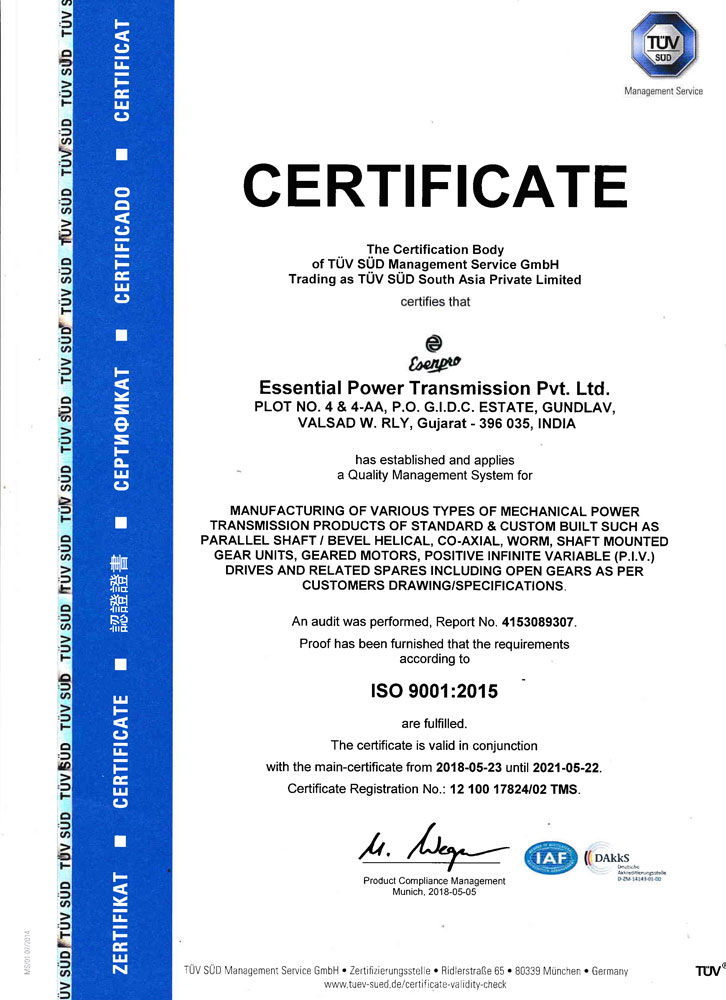 TÜV
SÜD
Management Service
CERTIFICATE
The Certification Body
of TÜV SÜD Management Service GmbH
Trading as TÜV SÜD South Asia Private Limited
certifies that
Esenpro
Essential Power Transmission Pvt. Ltd.
PLOT NO. 4 & 4-AA, P.O. G.I.D.C. ESTATE, GUNDLAV,
VALSAD W. RLY, Gujarat - 396 035, INDIA
has established and applies
a Quality Management System for
MANUFACTURING OF VARIOUS TYPES OF MECHANICAL POWER
TRANSMISSION PRODUCTS OF STANDARD & CUSTOM BUILT SUCH AS
PARALLEL SHAFT / BEVEL HELICAL, CO-AXIAL, WORM, SHAFT MOUNTED
GEAR UNITS, GEARED MOTORS, POSITIVE INFINITE VARIABLE (P.I.V.)
DRIVES AND RELATED SPARES INCLUDING OPEN GEARS AS PER
CUSTOMERS DRAWING/SPECIFICATIONS.
An audit was performed, Report No. 4153089307.
Proof has been furnished that the requirements
according to
ISO 9001:2015
are fulfilled.
The certificate is valid in conjunction
with the main-certificate from 2018-05-23 until 2021-05-22.
Certificate Registration No.: 12 100 17824/02 TMS.
Product Compliance Management
Munich, 2018-05-05
IAF
DAkkS
Deutsche
Akkreditierungsstelle
D-ZM-14143-01-00
TÜV SÜD Management Service GmbH • Zertifizierungsstelle • Ridlerstraße 65 • 80339 München • Germany
www.tuev-sued.de/certificate-validity-check
TÜV®
ZERTIFIKAT ■ CERTIFICATE ■ 認證證書 ■ СЕРТИФИКАТ ■ CERTIFICADO ■ CERTIFICAT
TÜV SÜD TÜV SÜD TÜV SÜD TÜV SÜD TÜV SÜD TÜV SÜD TÜV SÜD TÜV SÜD TÜV SÜD TÜV SÜD TÜV SÜD TÜV SÜD TÜV SÜD TÜV S